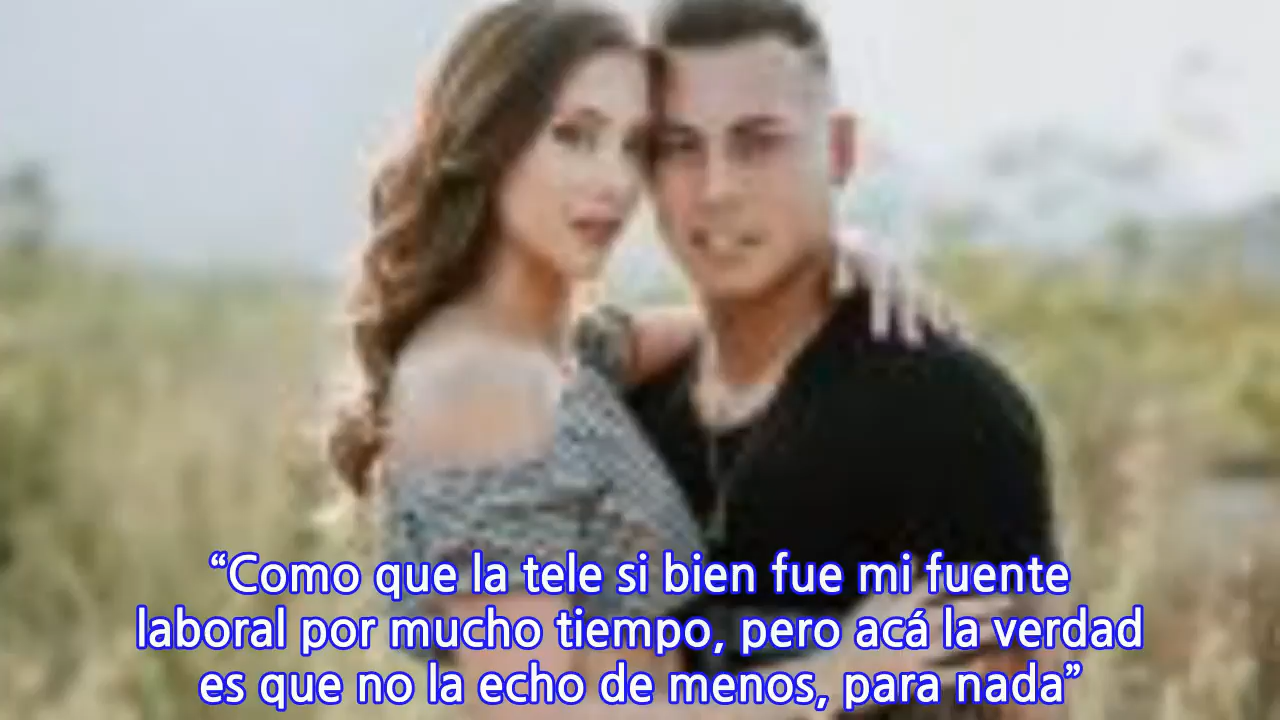 “Como que la tele si bien fue mi fuente
laboral por mucho tiempo, pero acá la verdad
es que no la echo de menos, para nada”